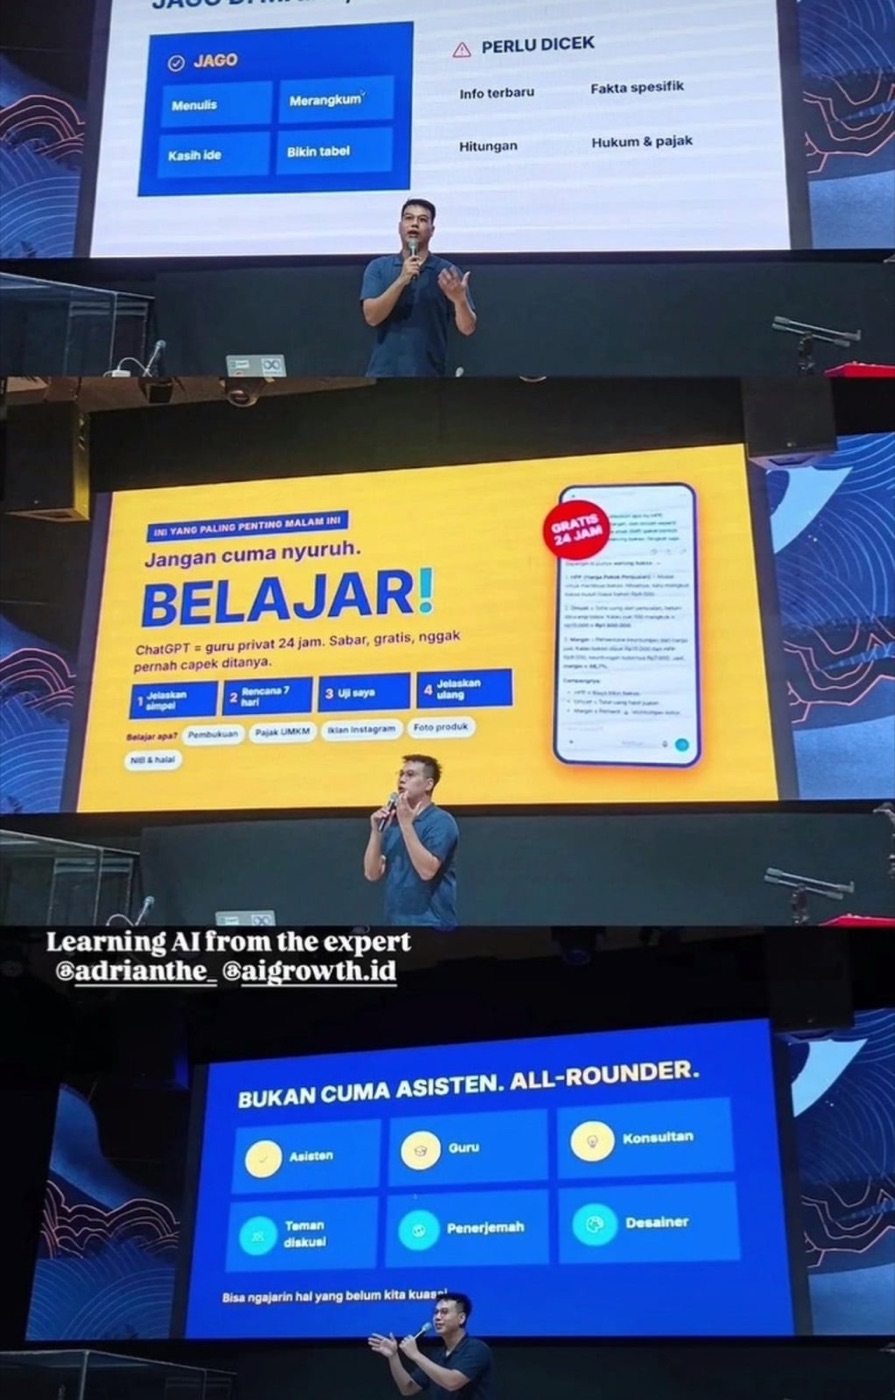 JAGO
Menulis
Merangkum
Kasih ide
Bikin tabel
PERLU DICEK
Info terbaru
Fakta spesifik
Hitungan
Hukum & pajak
INI YANG PALING PENTING MALAM INI
Jangan cuma nyuruh.
BELAJAR!
ChatGPT = guru privat 24 jam. Sabar, gratis, nggak
pernah capek ditanya.
1 Jelaskan
simpel
2 Rencana 7
hari
3 Uji saya
4 Jelaskan
ulang
Belajar apa?
Pembukuan
Pajak UMKM
Iklan Instagram
Foto produk
NIB & halal
GRATIS
24 JAM
Learning AI from the expert
@adrianthe_ @aigrowth.id
BUKAN CUMA ASISTEN. ALL-ROUNDER.
Asisten
Guru
Konsultan
Teman
diskusi
Penerjemah
Desainer
Bisa ngajarin hal yang belum kita